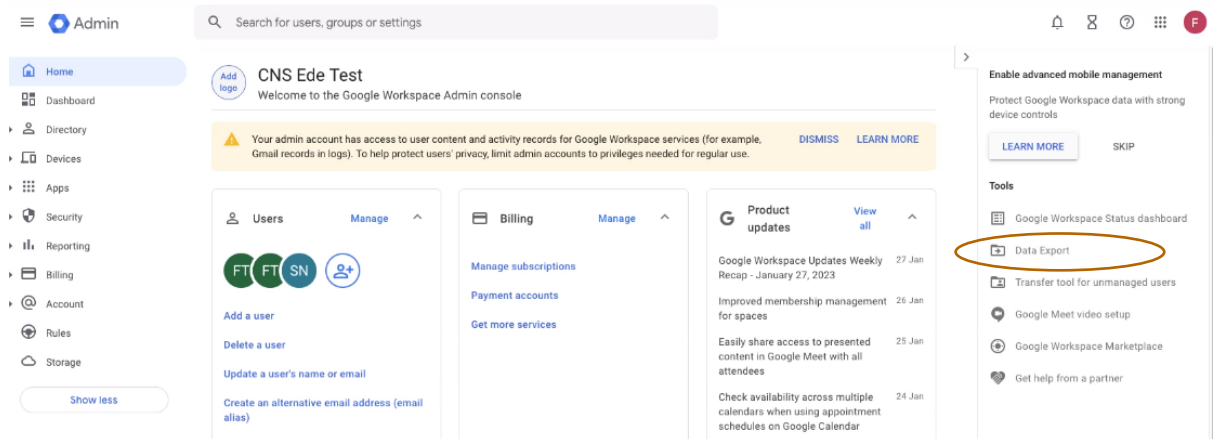 Admin
Search for users, groups or settings
F
Home
Dashboard
Directory
Devices
Apps
Security
Reporting
Billing
Account
Rules
Storage
Show less
Add
logo
CNS Ede Test
Welcome to the Google Workspace Admin console
Your admin account has access to user content and activity records for Google Workspace services (for example,
Gmail records in logs). To help protect users' privacy, limit admin accounts to privileges needed for regular use.
DISMISS
LEARN MORE
Users
Manage
FT
FT
SN
Add a user
Delete a user
Update a user's name or email
Create an alternative email address (email
alias)
Billing
Manage
Manage subscriptions
Payment accounts
Get more services
G
Product
updates
View
all
Google Workspace Updates Weekly 27 Jan
Recap - January 27, 2023
Improved membership management 26 Jan
for spaces
Easily share access to presented 25 Jan
content in Google Meet with all
attendees
Check availability across multiple 24 Jan
calendars when using appointment
schedules on Google Calendar
Enable advanced mobile management
Protect Google Workspace data with strong
device controls
LEARN MORE
SKIP
Tools
Google Workspace Status dashboard
Data Export
Transfer tool for unmanaged users
Google Meet video setup
Google Workspace Marketplace
Get help from a partner